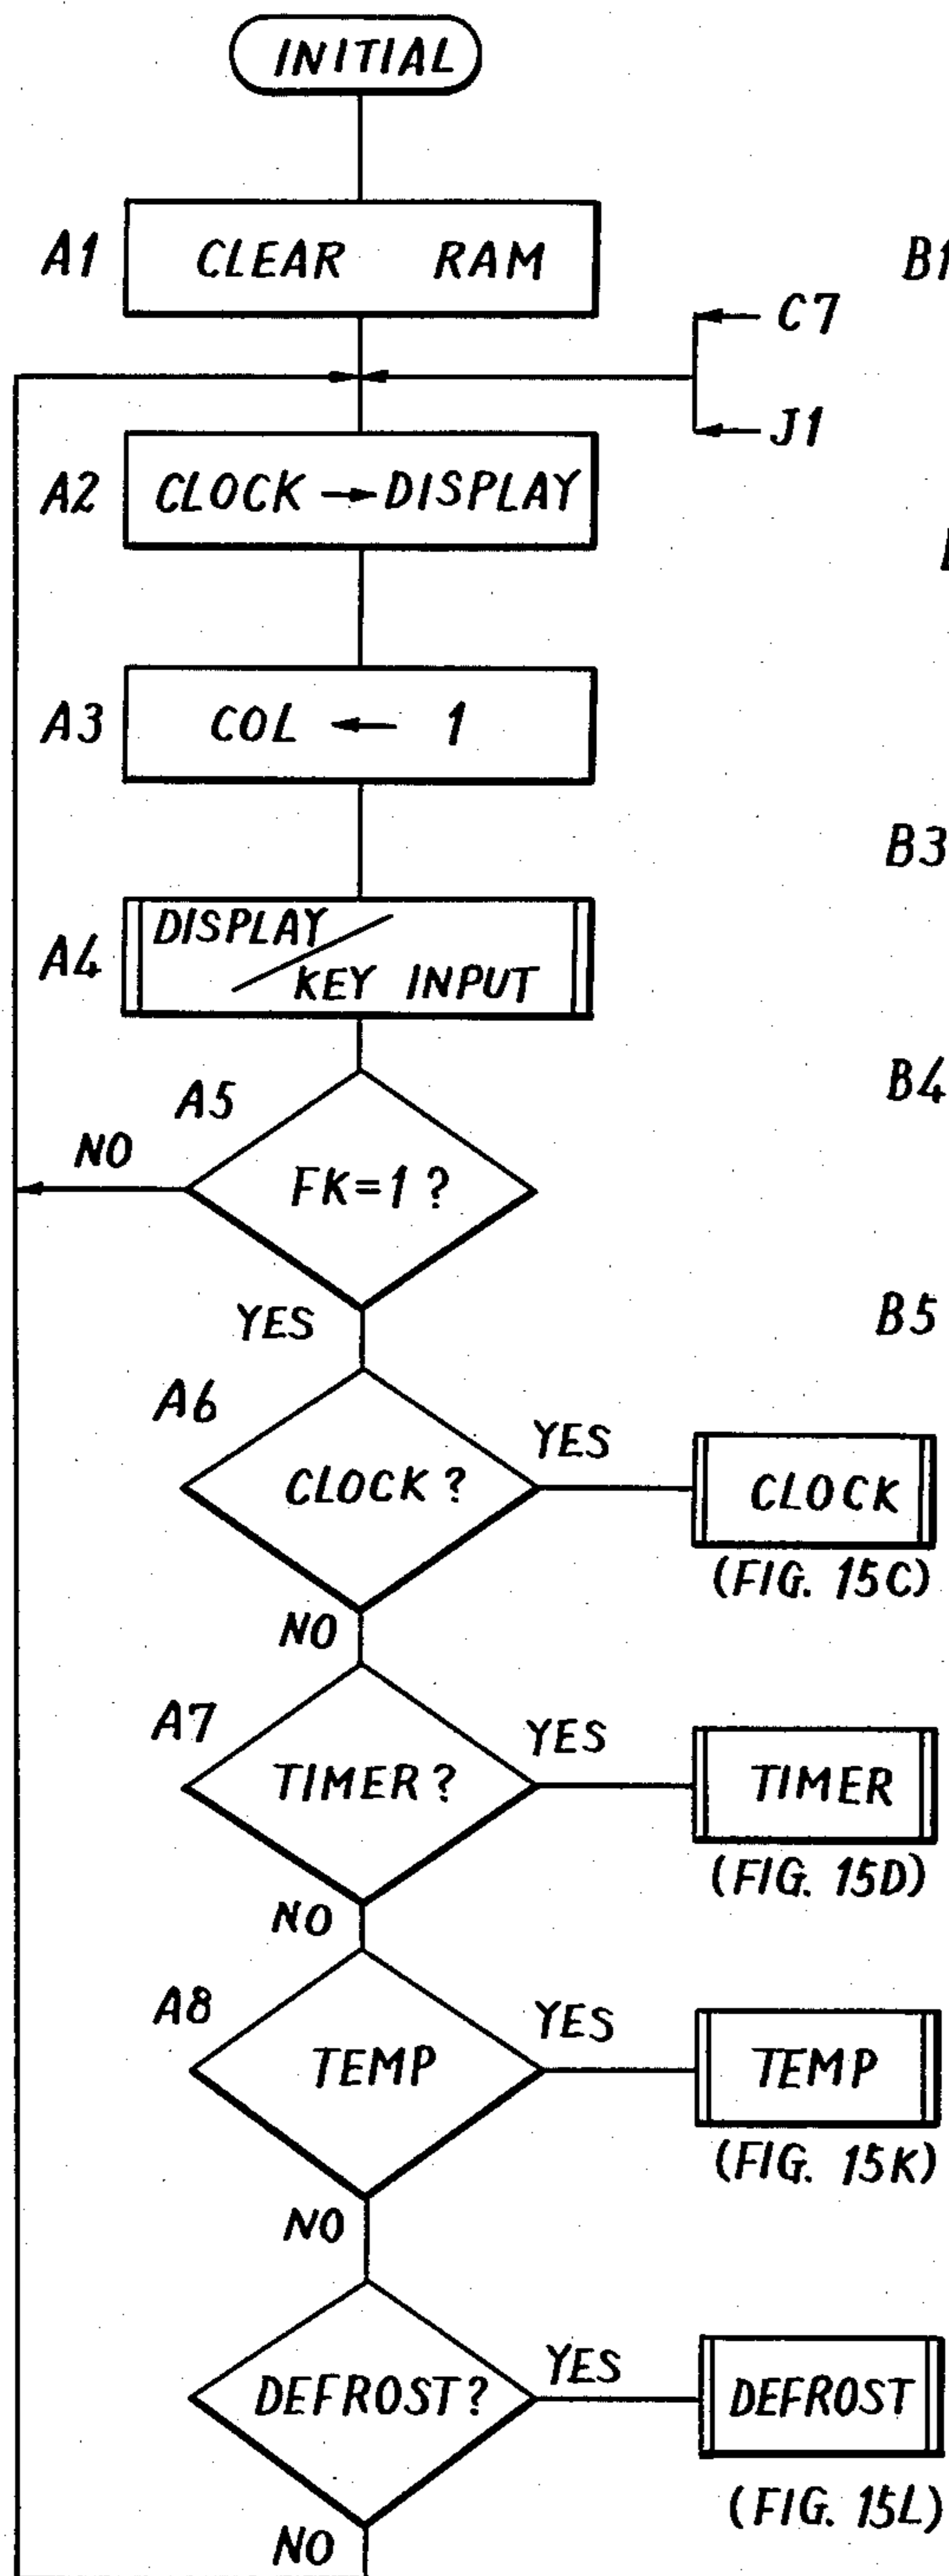 INITIAL
A1 CLEAR RAM B1
C7
J1
A2 CLOCK → DISPLAY
A3 COL ← 1
B3
A4 DISPLAY / KEY INPUT
B4
A5
NO
FK=1?
YES
B5
A6
CLOCK? YES CLOCK
(FIG. 15C)
NO
A7
TIMER? YES TIMER
(FIG. 15D)
NO
A8
TEMP YES TEMP
(FIG. 15K)
NO
DEFROST? YES DEFROST
(FIG. 15L)
NO